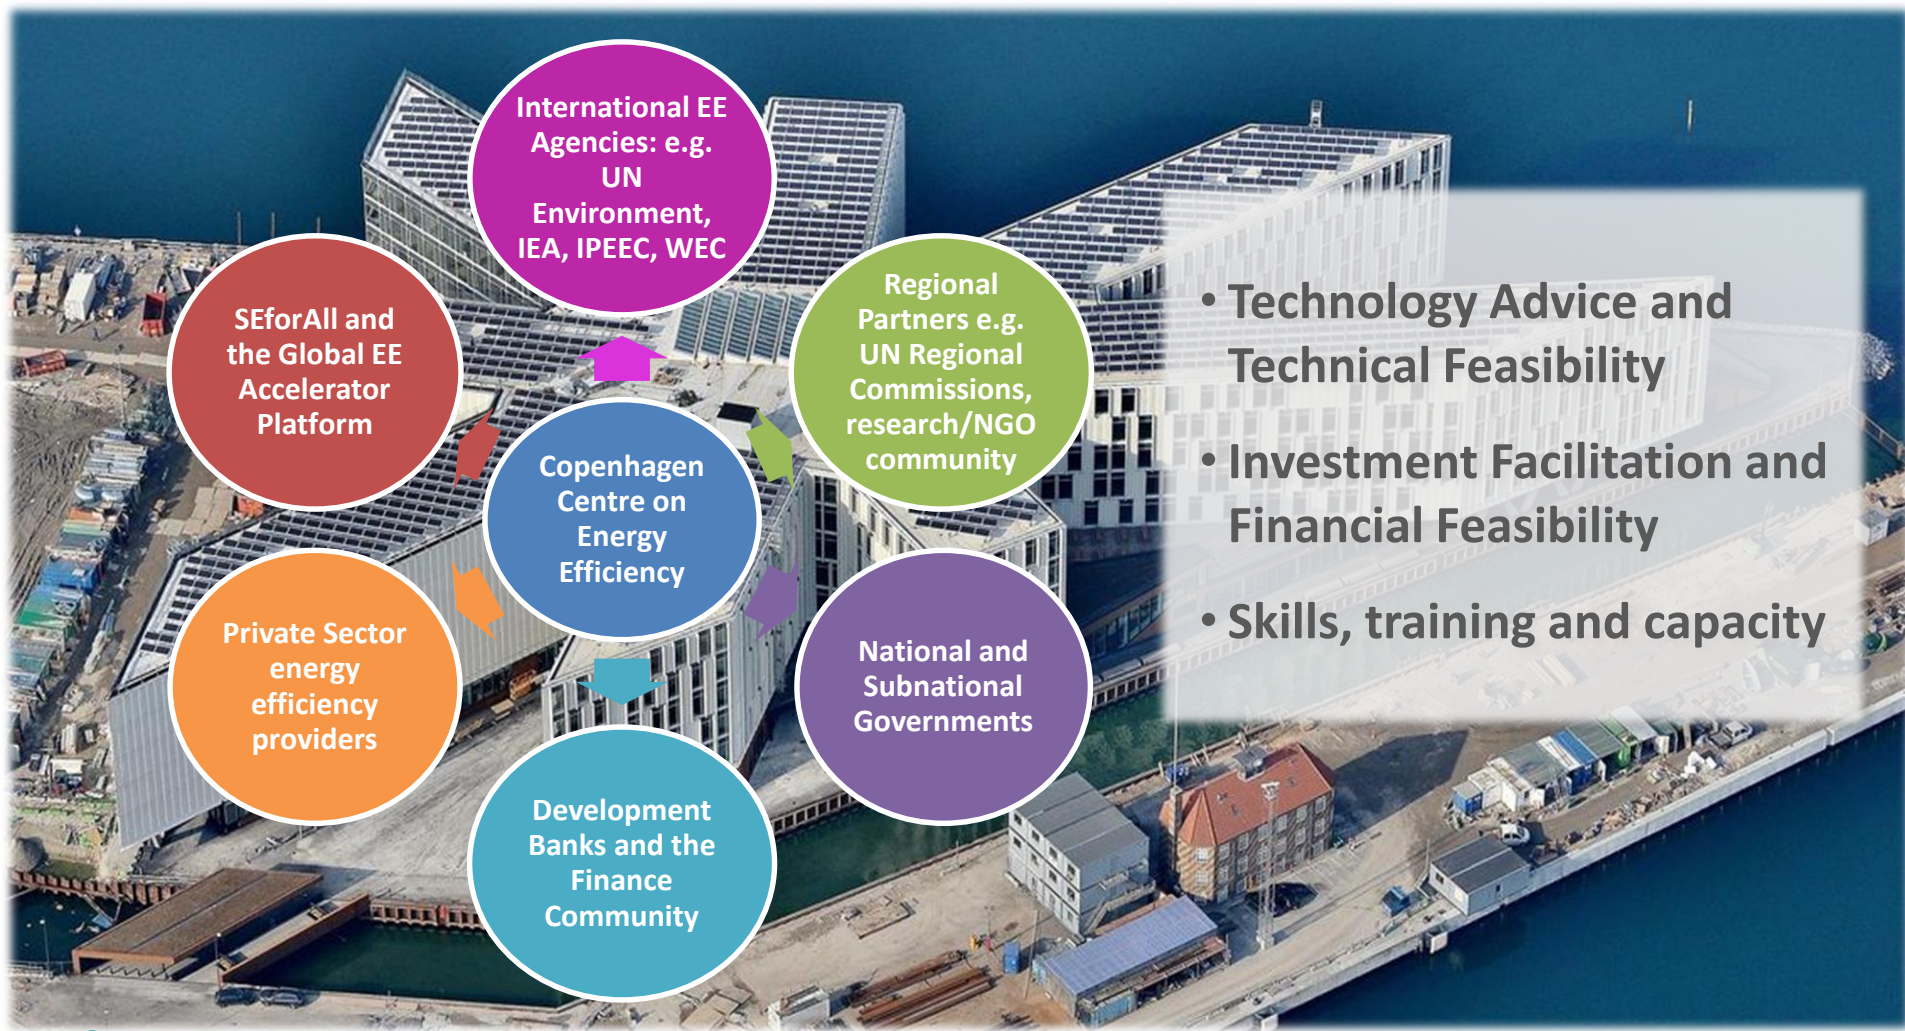 International EE
Agencies: e.g.
UN
Environment,
IEA, IPEEC, WEC
SEforAll and
the Global EE
Accelerator
Platform
Regional
Partners e.g.
UN Regional
Commissions,
research/NGO
community
Copenhagen
Centre on
Energy
Efficiency
Private Sector
energy
efficiency
providers
National and
Subnational
Governments
Development
Banks and the
Finance
Community
• Technology Advice and
Technical Feasibility
• Investment Facilitation and
Financial Feasibility
• Skills, training and capacity